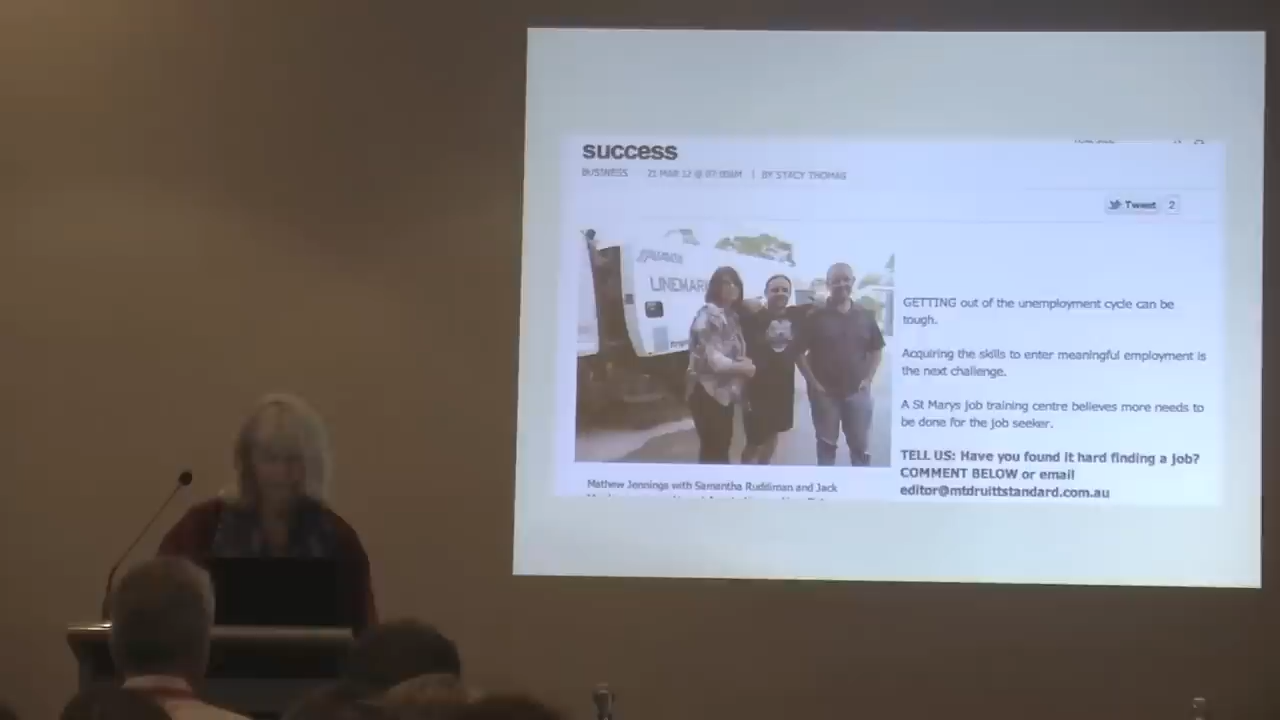 success
BUSINESS 21 MAR 12 @ 07:00AM | BY STACY THOMAS
Tweet 2
LINEMARK
GETTING out of the unemployment cycle can be
tough.
Acquiring the skills to enter meaningful employment is
the next challenge.
A St Marys job training centre believes more needs to
be done for the job seeker.
TELL US: Have you found it hard finding a job?
COMMENT BELOW or email
editor@mtdruittstandard.com.au
Mathew Jennings with Samantha Ruddiman and Jack